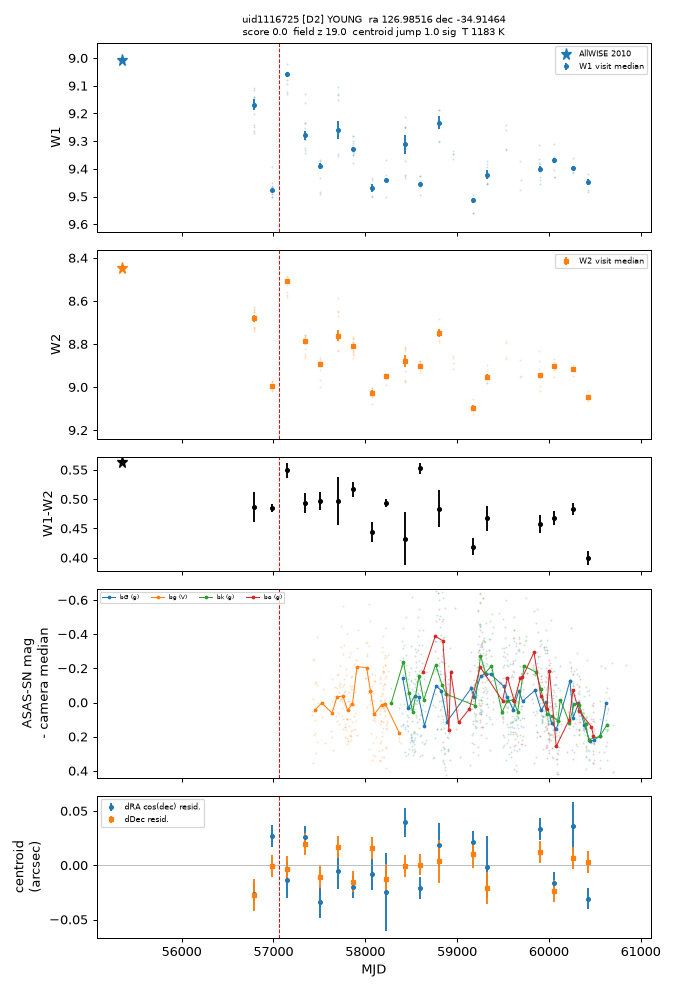 uid1116725 [D2] YOUNG ra 126.98516 dec -34.91464
score 0.0 field z 19.0 centroid jump 1.0 sig T 1183 K
9.0
9.1
9.2
9.3
9.4
9.5
9.6
W1
AllWISE 2010
W1 visit median
8.4
8.6
8.8
9.0
9.2
W2
W2 visit median
0.55
0.50
0.45
0.40
W1-W2
−0.6
−0.4
−0.2
0.0
0.2
0.4
ASAS-SN mag
- camera median
bg (V)
bk (g)
0.05
0.00
−0.05
centroid
(arcsec)
dRA cos(dec) resid.
dDec resid.
56000
57000
58000
59000
60000
61000
MJD